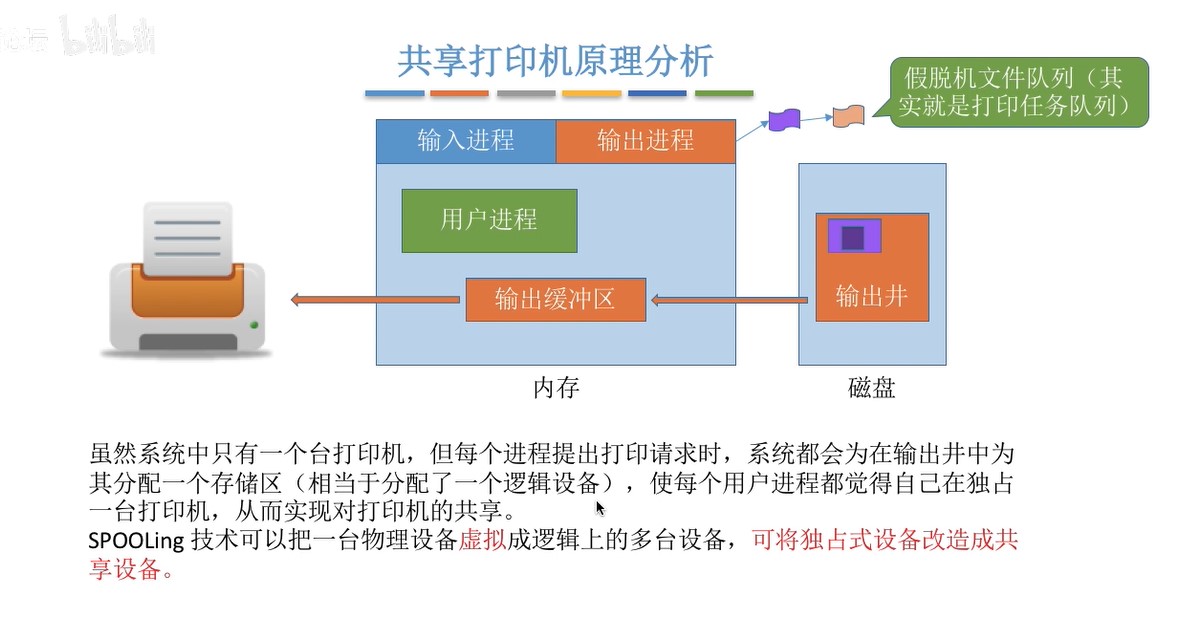 bilibili
共享打印机原理分析
假脱机文件队列（其
实就是打印任务队列）
输入进程
输出进程
用户进程
输出缓冲区
输出井
内存
磁盘
虽然系统中只有一个台打印机，但每个进程提出打印请求时，系统都会为在输出井中为
其分配一个存储区（相当于分配了一个逻辑设备），使每个用户进程都觉得自己在独占
一台打印机，从而实现对打印机的共享。
SPOOLing 技术可以把一台物理设备虚拟成逻辑上的多台设备，可将独占式设备改造成共
享设备。